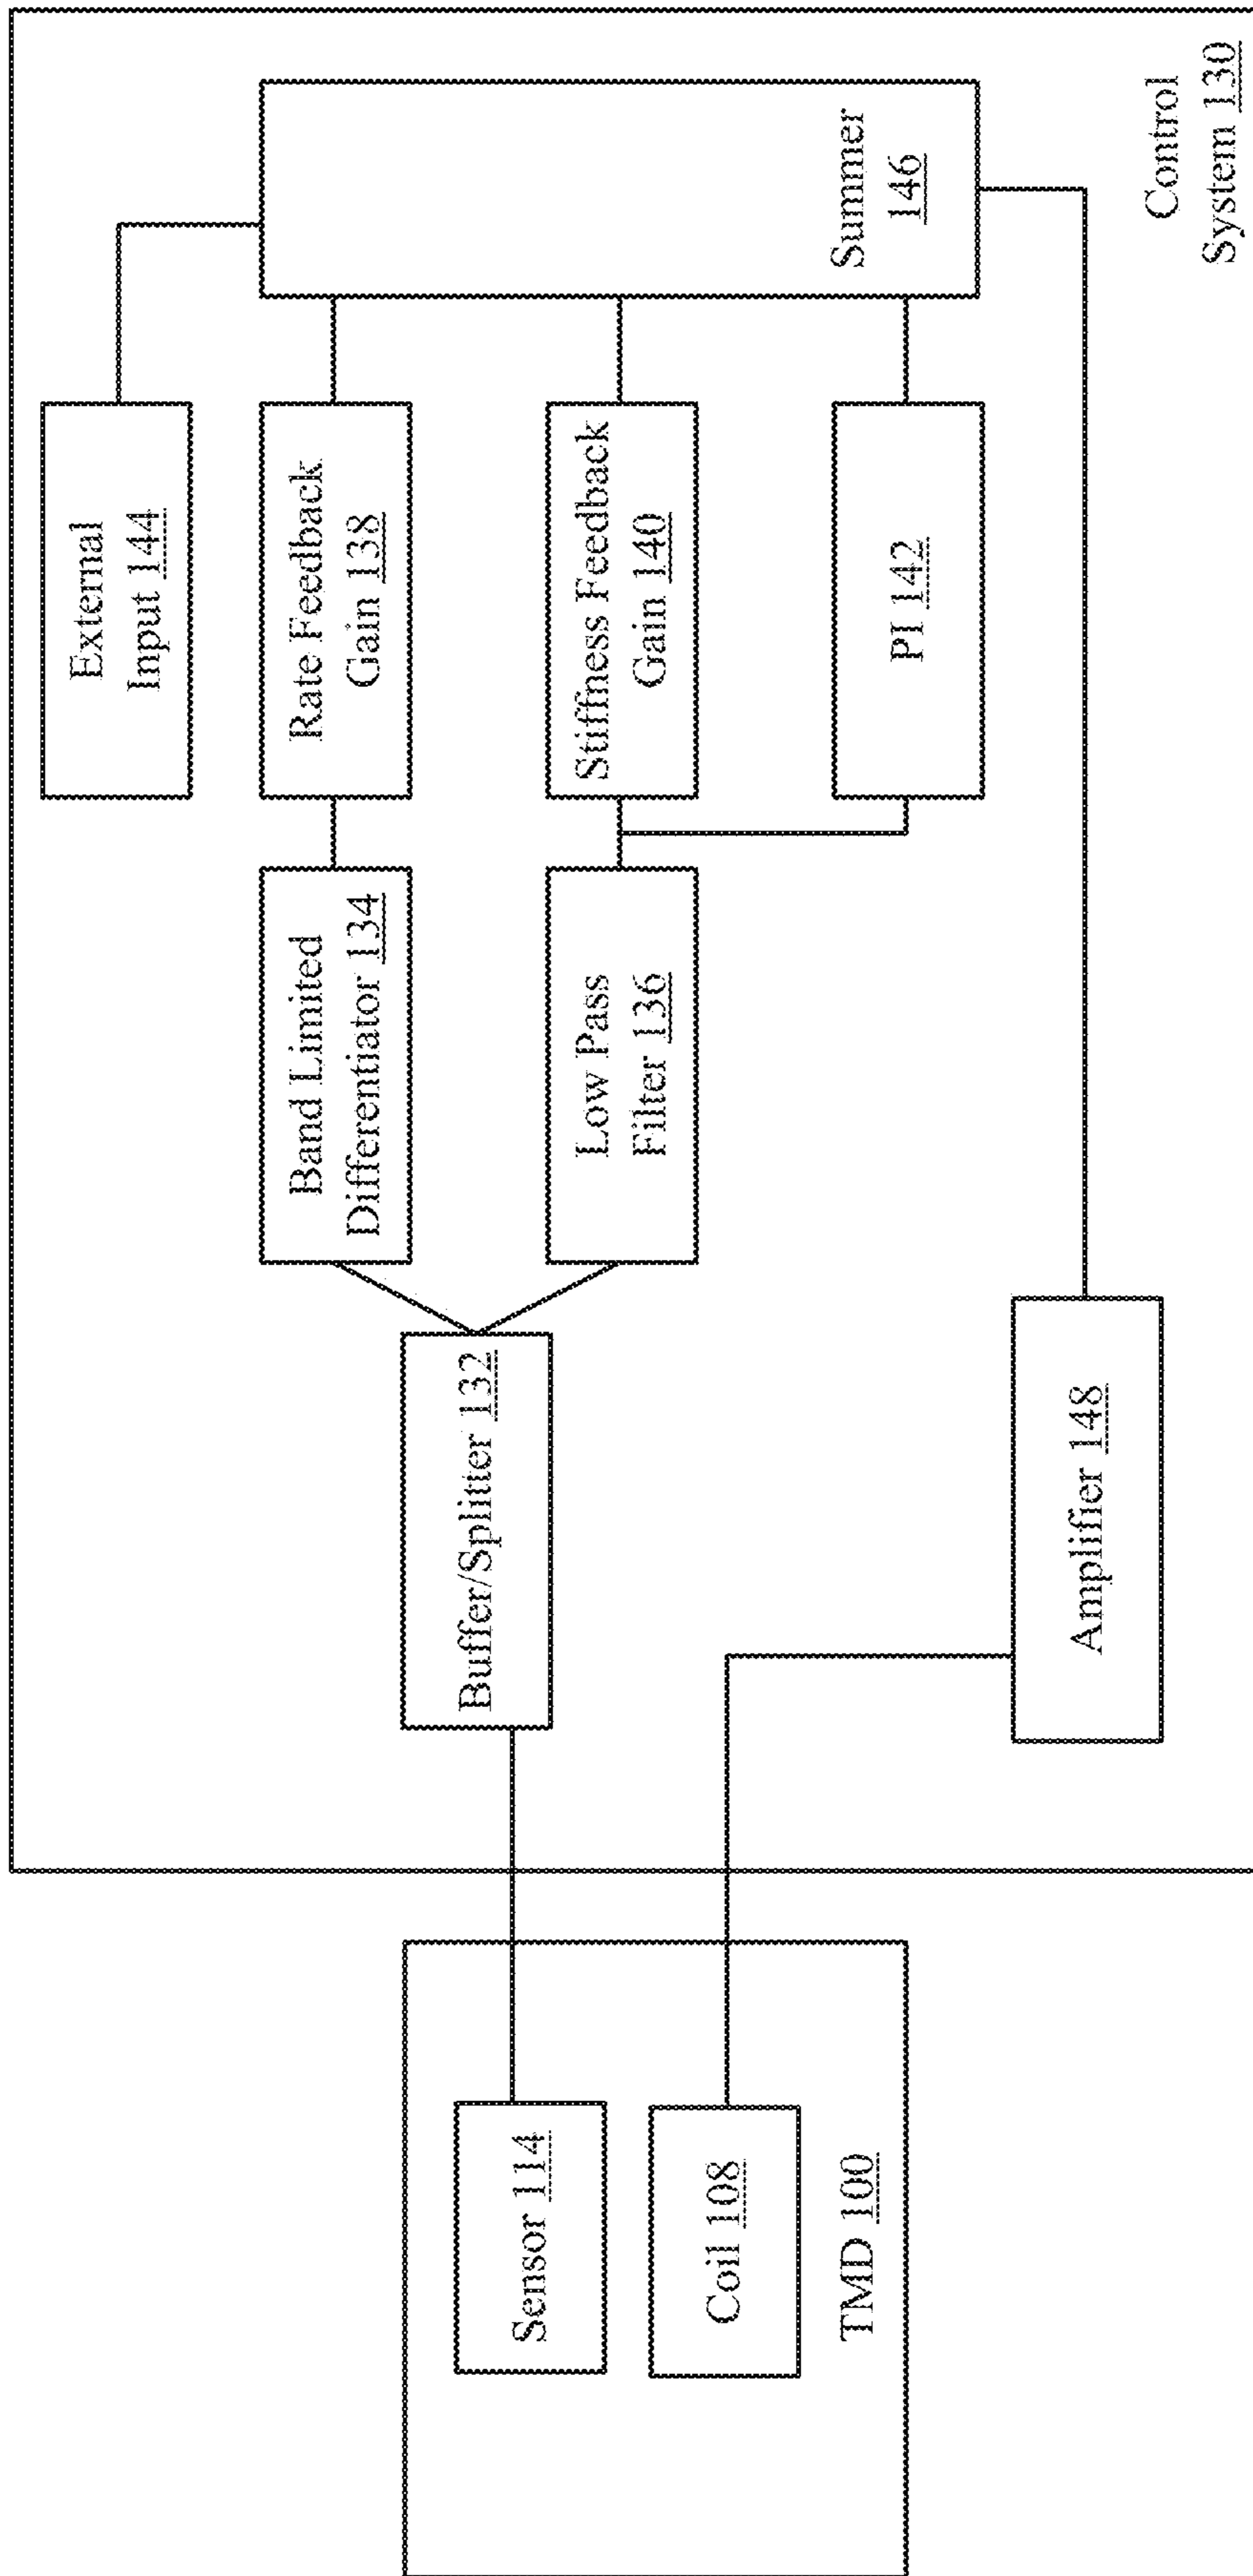 Sensor 114
Coil 108
TMD 100
Buffer/Splitter 132
Band Limited
Differentiator 134
Low Pass
Filter 136
External
Input 144
Rate Feedback
Gain 138
Stiffness Feedback
Gain 140
PI 142
Summer
146
Amplifier 148
Control
System 130